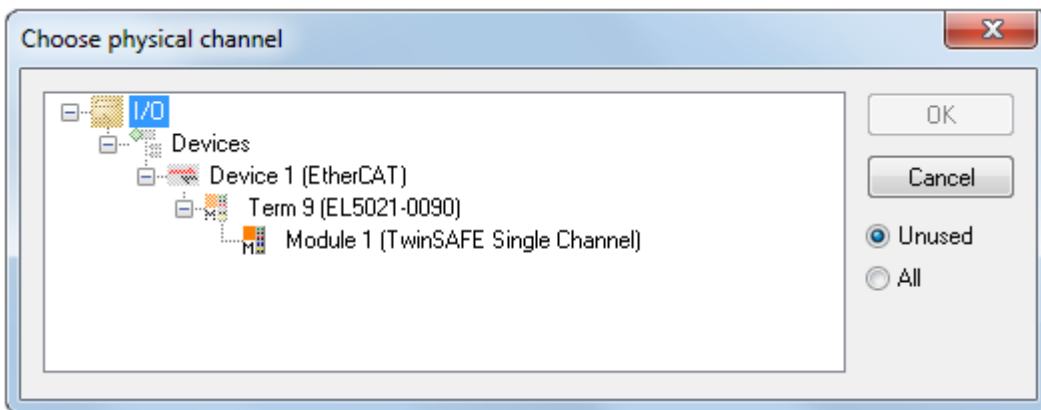 Choose physical channel
I/O
Devices
Device 1 (EtherCAT)
Term 9 (EL5021-0090)
Module 1 (TwinSAFE Single Channel)
OK
Cancel
Unused
All